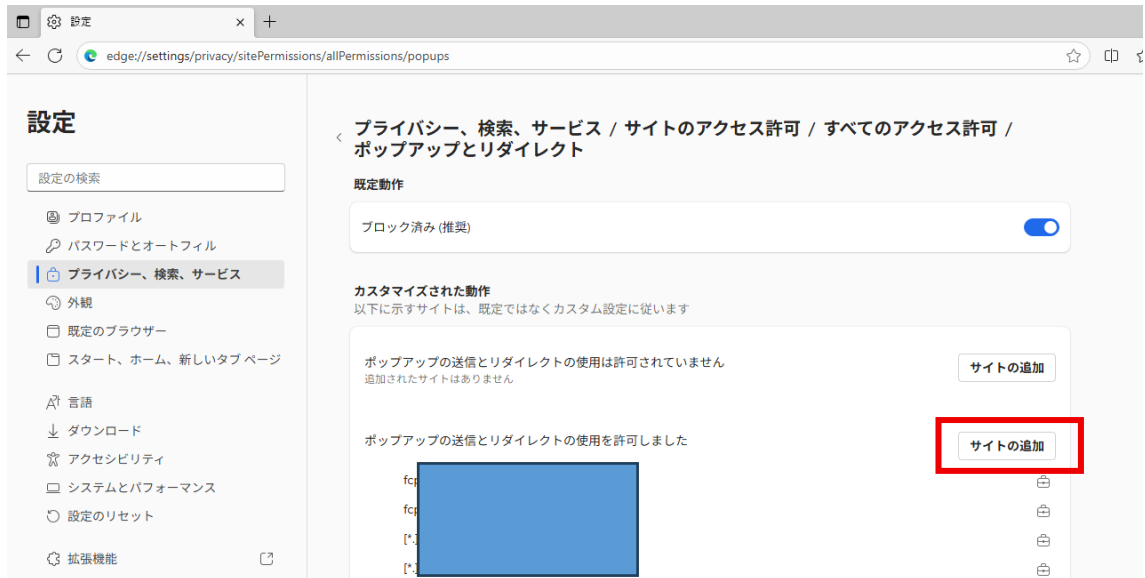 設定
edge://settings/privacy/sitePermissions/allPermissions/popups
設定
設定の検索
プロファイル
パスワードとオートフィル
プライバシー、検索、サービス
外観
既定のブラウザー
スタート、ホーム、新しいタブ ページ
言語
ダウンロード
アクセシビリティ
システムとパフォーマンス
設定のリセット
拡張機能
プライバシー、検索、サービス / サイトのアクセス許可 / すべてのアクセス許可 /
ポップアップとリダイレクト
既定動作
ブロック済み (推奨)
カスタマイズされた動作
以下に示すサイトは、既定ではなくカスタム設定に従います
ポップアップの送信とリダイレクトの使用は許可されていません
サイトの追加
追加されたサイトはありません
ポップアップの送信とリダイレクトの使用を許可しました
サイトの追加
fcp
fcp
[*.]
[*.]